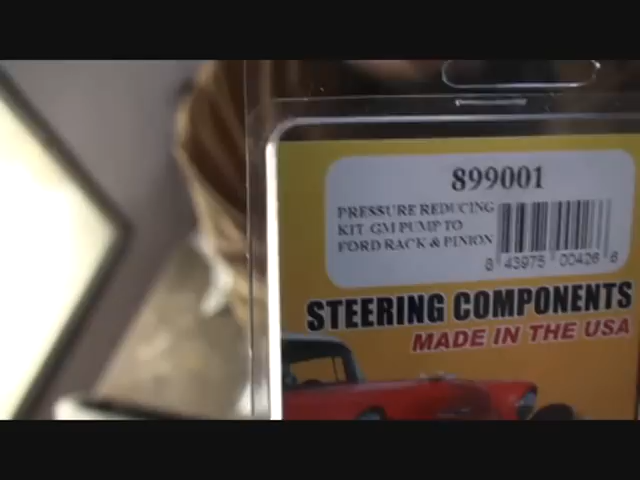 899001
PRESSURE REDUCING
KIT GM PUMP TO
FORD RACK & PINION
8 43975 00426 6
STEERING COMPONENTS
MADE IN THE USA